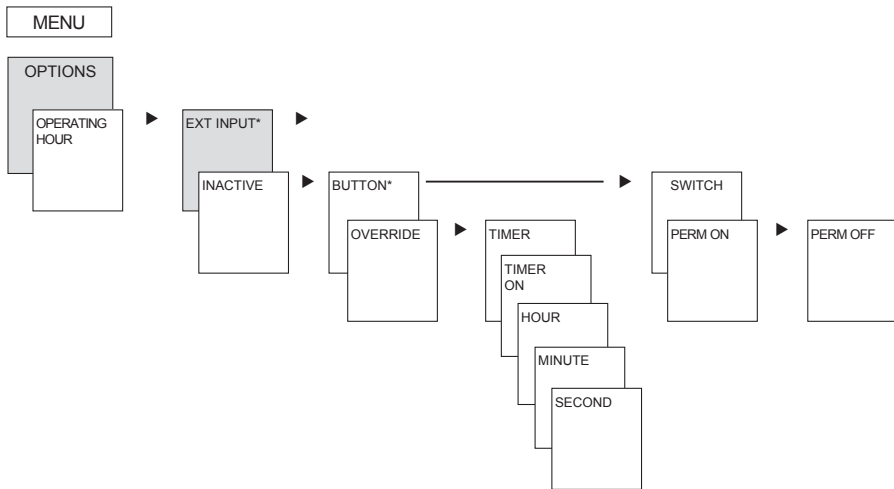 MENU
OPTIONS
OPERATING
HOUR
EXT INPUT*
INACTIVE
BUTTON*
OVERRIDE
TIMER
TIMER
ON
HOUR
MINUTE
SECOND
SWITCH
PERM ON
PERM OFF